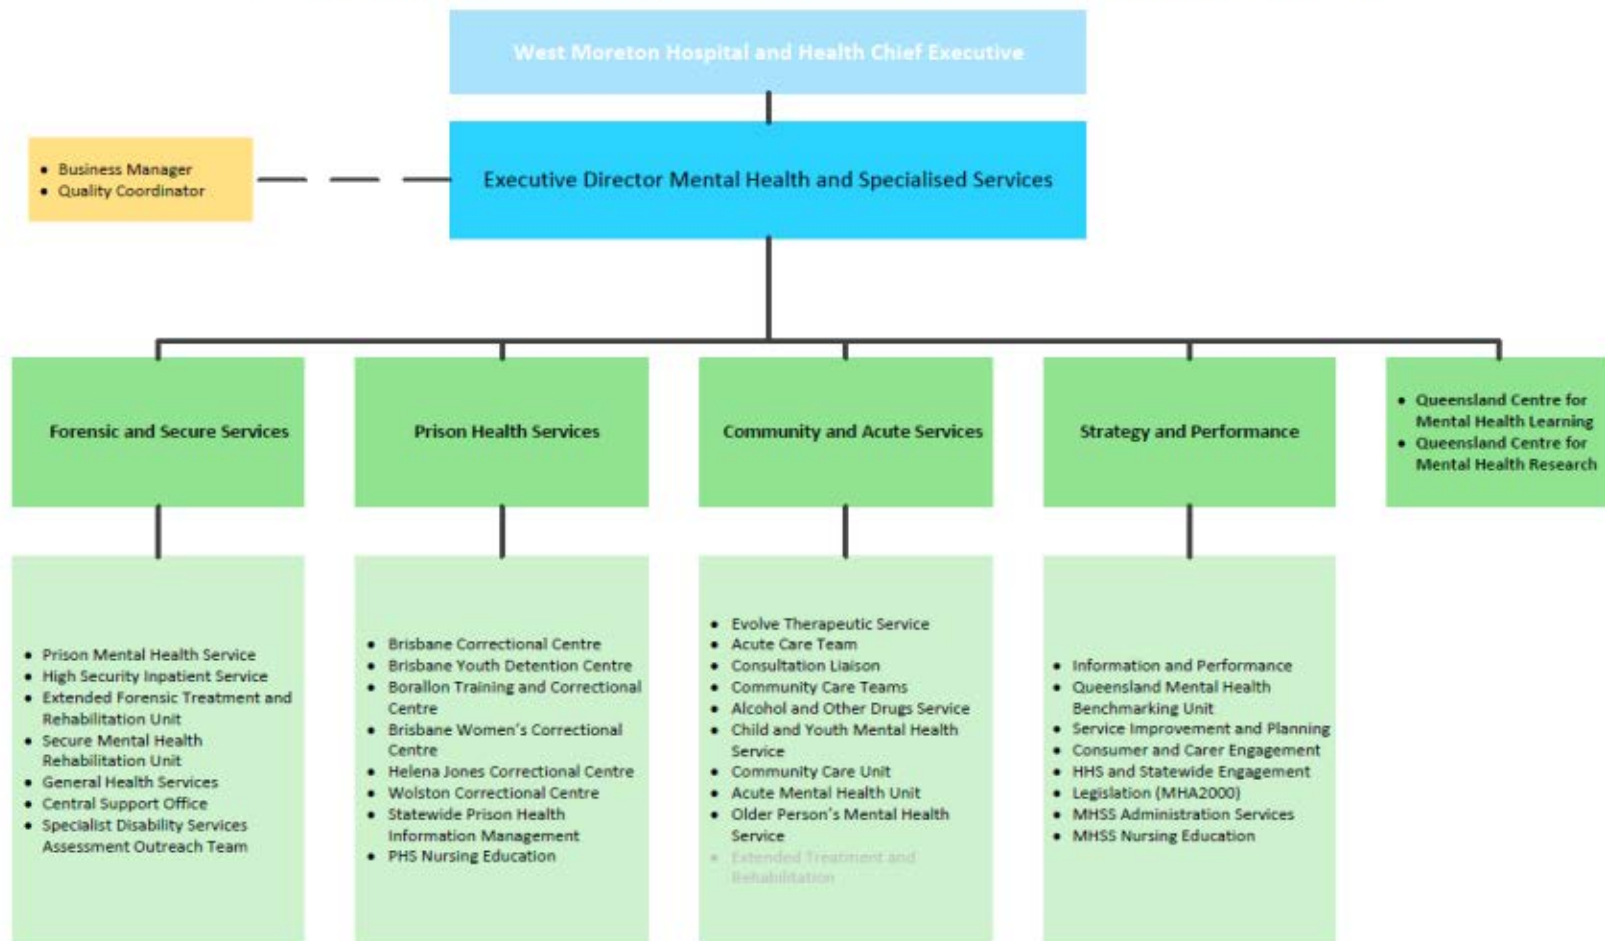 West Moreton Hospital and Health Chief Executive
• Business Manager
• Quality Coordinator
Executive Director Mental Health and Specialised Services
Forensic and Secure Services
Prison Health Services
Community and Acute Services
Strategy and Performance
• Queensland Centre for
Mental Health Learning
• Queensland Centre for
Mental Health Research
• Prison Mental Health Service
• High Security Inpatient Service
• Extended Forensic Treatment and
Rehabilitation Unit
• Secure Mental Health
Rehabilitation Unit
• General Health Services
• Central Support Office
• Specialist Disability Services
Assessment Outreach Team
• Brisbane Correctional Centre
• Brisbane Youth Detention Centre
• Borallon Training and Correctional
Centre
• Brisbane Women's Correctional
Centre
• Helena Jones Correctional Centre
• Wolston Correctional Centre
• Statewide Prison Health
Information Management
• PHS Nursing Education
• Evolve Therapeutic Service
• Acute Care Team
• Consultation Liaison
• Community Care Teams
• Alcohol and Other Drugs Service
• Child and Youth Mental Health
Service
• Community Care Unit
• Acute Mental Health Unit
• Older Person's Mental Health
Service
• Extended Treatment and
Rehabilitation
• Information and Performance
• Queensland Mental Health
Benchmarking Unit
• Service Improvement and Planning
• Consumer and Carer Engagement
• HHS and Statewide Engagement
• Legislation (MHA2000)
• MHSS Administration Services
• MHSS Nursing Education